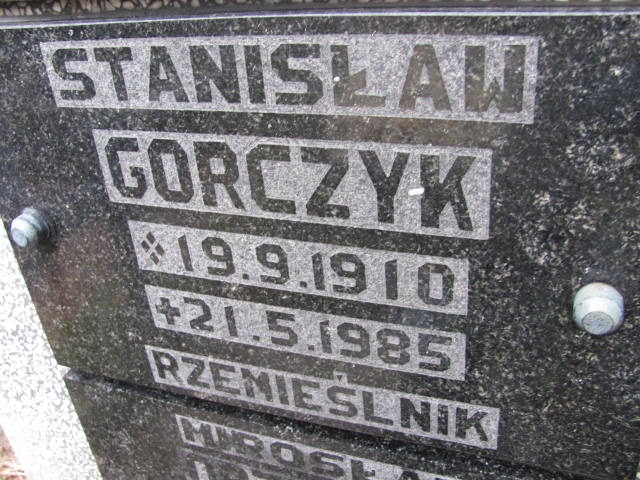 STANISŁAW
GORCZYK
19.9.1910
+21.5.1985
RZEMIEŚLNIK